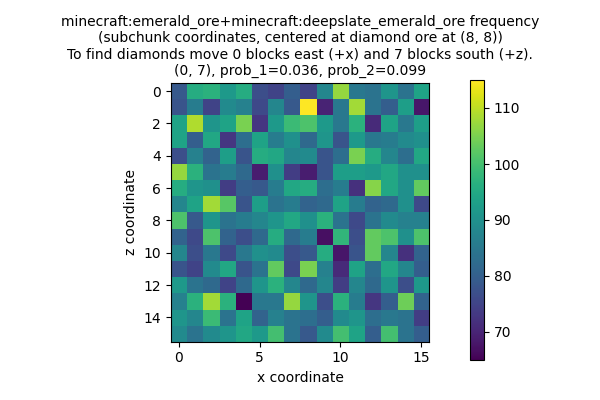 minecraft:emerald_ore+minecraft:deepslate_emerald_ore frequency
(subchunk coordinates, centered at diamond ore at (8, 8))
To find diamonds move 0 blocks east (+x) and 7 blocks south (+z).
(0, 7), prob_1=0.036, prob_2=0.099
0
2
4
6
8
10
12
14
z coordinate
0
5
10
15
x coordinate
110
100
90
80
70